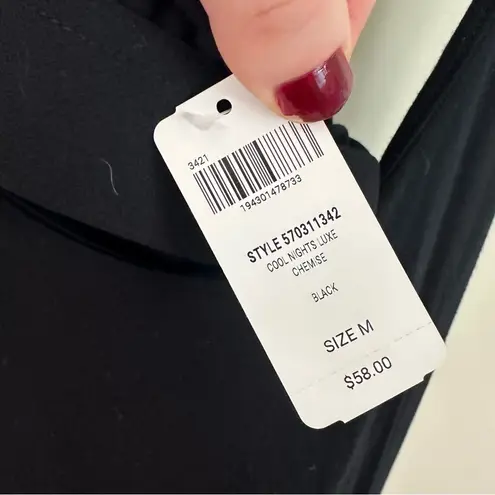 3421
194301478733
STYLE 570311342
COOL NIGHTS LUXE
CHEMISE
BLACK
SIZE M
$58.00